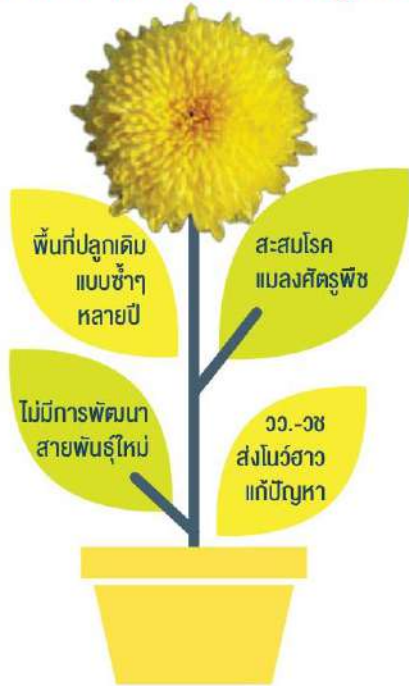 พื้นที่ปลูกเดิม
แบบซ้ำๆ
หลายปี
สะสมโรค
แมลงศัตรูพืช
ไม่มีการพัฒนา
สายพันธุ์ใหม่
วว.-วช
ส่งโนว์ฮาว
แก้ปัญหา